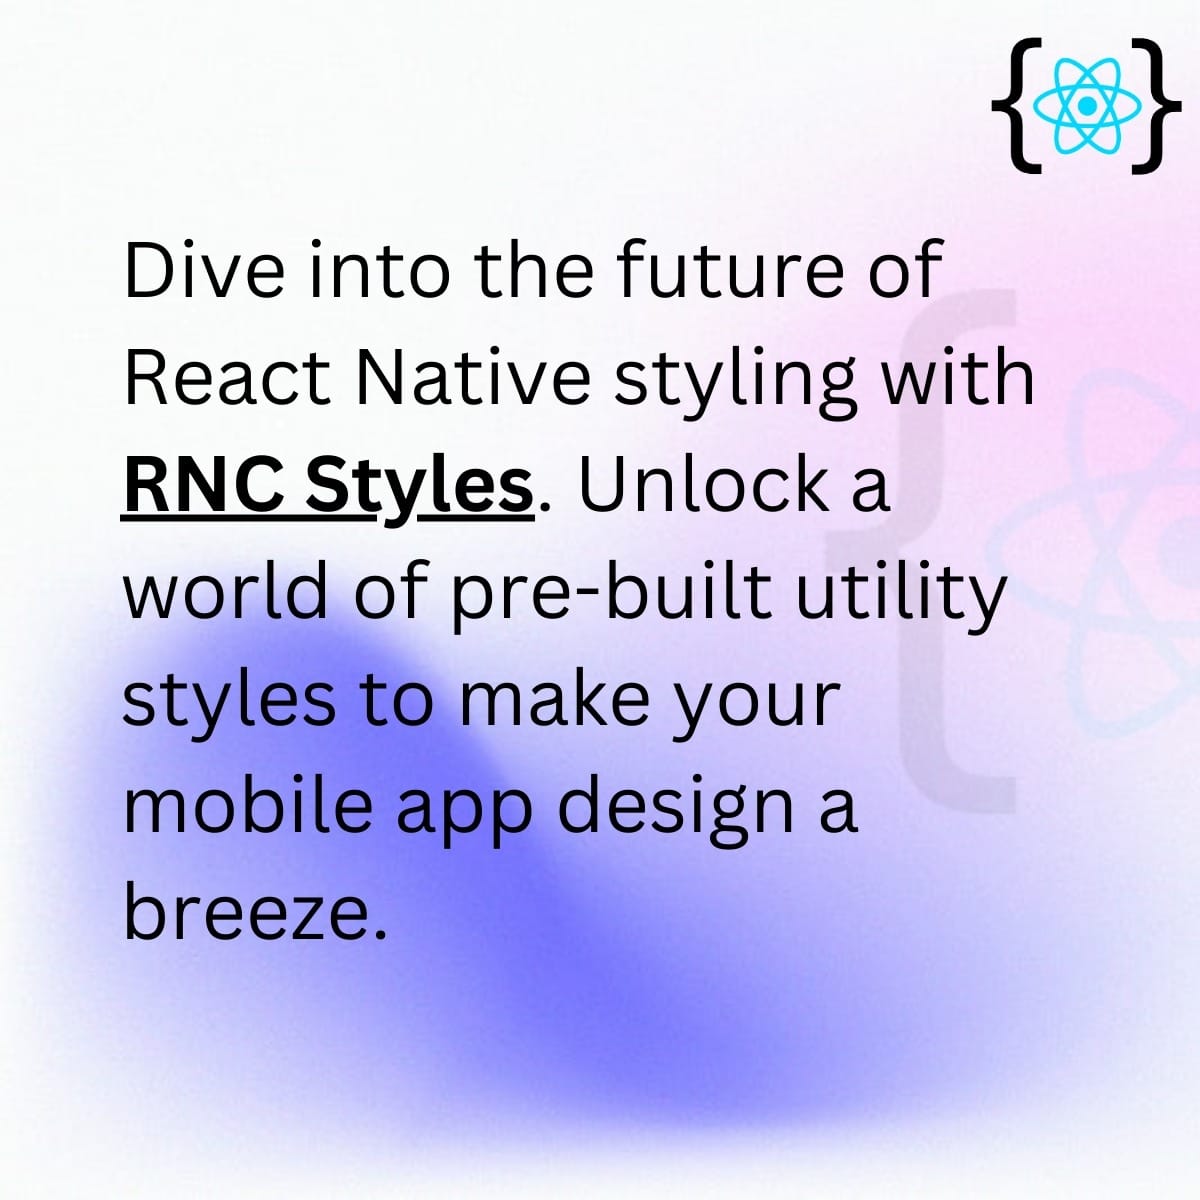 Dive into the future of
React Native styling with
RNC Styles. Unlock a
world of pre-built utility
styles to make your
mobile app design a
breeze.